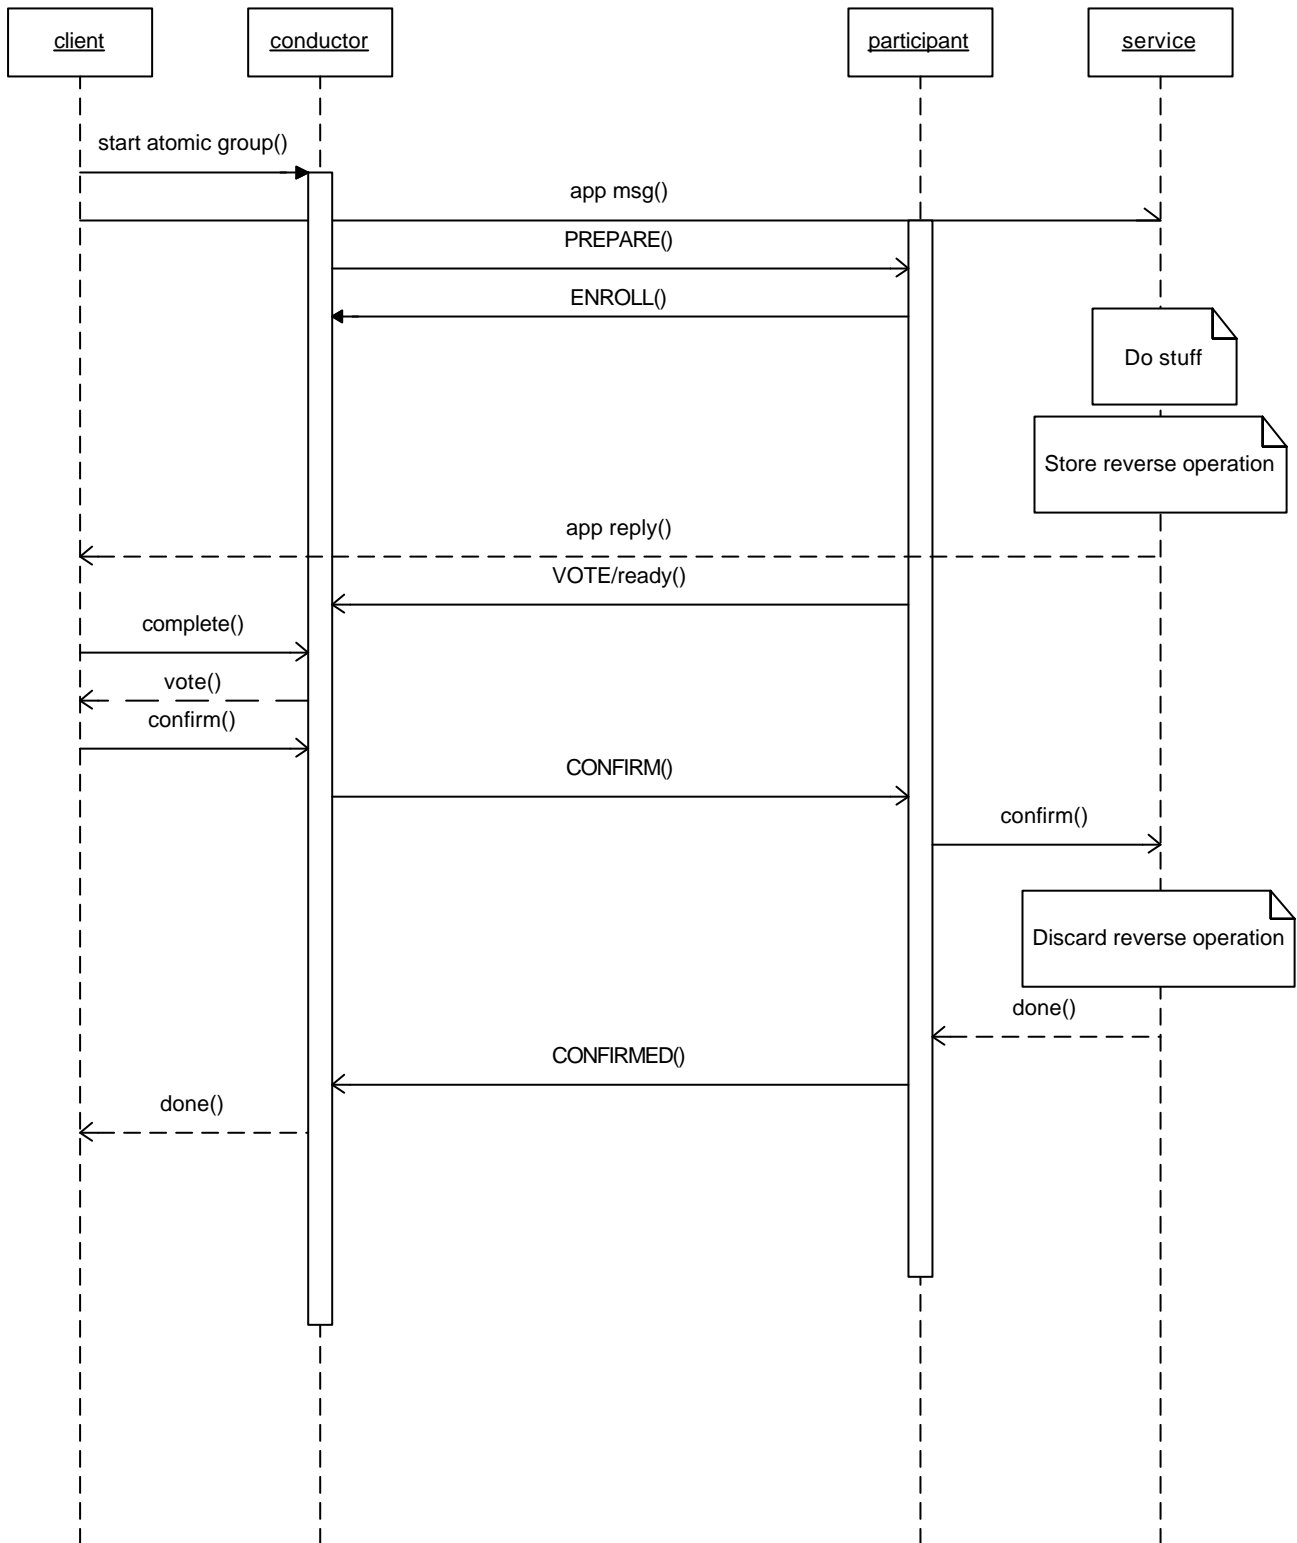 client
conductor
participant
service
start atomic group()
app msg()
PREPARE()
ENROLL()
Do stuff
Store reverse operation
app reply()
VOTE/ready()
complete()
vote()
confirm()
CONFIRM()
confirm()
Discard reverse operation
done()
CONFIRMED()
done()